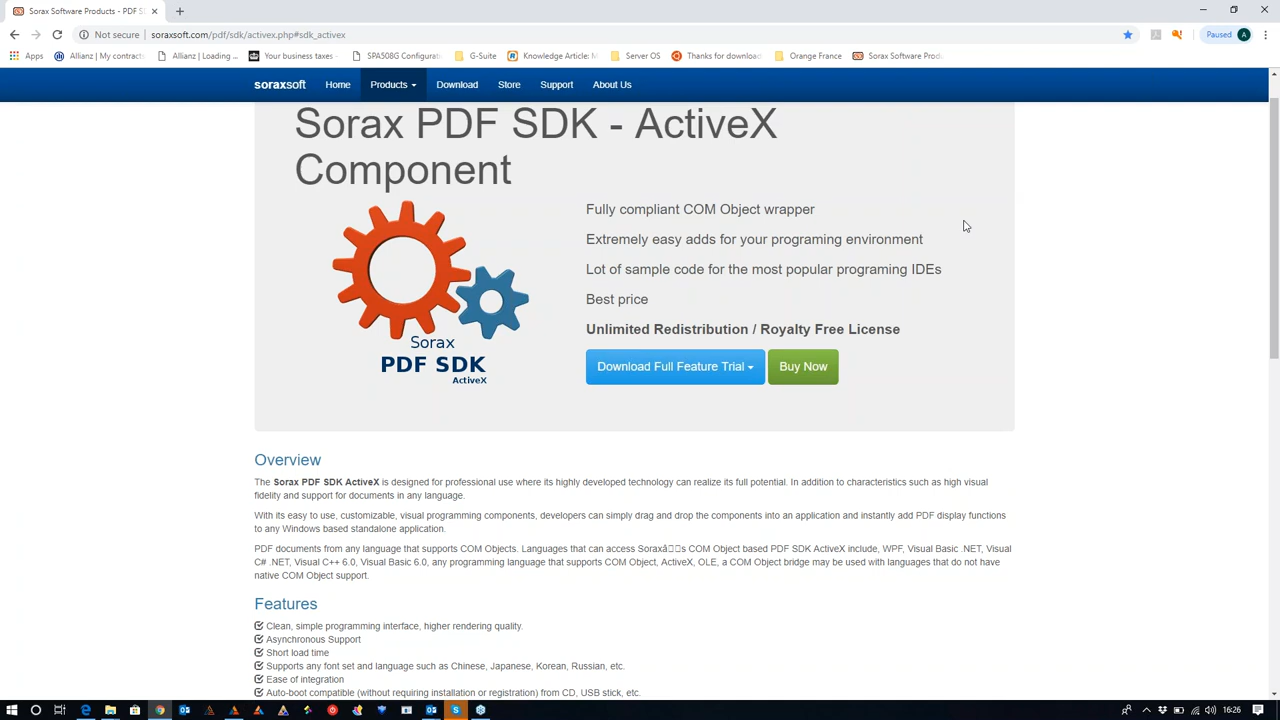 Sorax Software Products - PDF S
Not secure
soraxsoft.com/pdf/sdk/activex.php#sdk_activex
Paused
A
Apps
Allianz | My contracts
Allianz | Loading ...
Your business taxes -
SPA508G Configurat
G-Suite
Knowledge Article: M
Server OS
Thanks for download
Orange France
Sorax Software Produ
soraxsoft
Home
Products
Download
Store
Support
About Us
Sorax PDF SDK - ActiveX
Component
Fully compliant COM Object wrapper
Extremely easy adds for your programing environment
Lot of sample code for the most popular programing IDEs
Best price
Unlimited Redistribution / Royalty Free License
Sorax
PDF SDK
ActiveX
Download Full Feature Trial
Buy Now
Overview
The Sorax PDF SDK ActiveX is designed for professional use where its highly developed technology can realize its full potential. In addition to characteristics such as high visual
fidelity and support for documents in any language.
With its easy to use, customizable, visual programming components, developers can simply drag and drop the components into an application and instantly add PDF display functions
to any Windows based standalone application.
PDF documents from any language that supports COM Objects. Languages that can access Soraxâ□□s COM Object based PDF SDK ActiveX include, WPF, Visual Basic .NET, Visual
C# .NET, Visual C++ 6.0, Visual Basic 6.0, any programming language that supports COM Object, ActiveX, OLE, a COM Object bridge may be used with languages that do not have
native COM Object support.
Features
Clean, simple programming interface, higher rendering quality.
Asynchronous Support
Short load time
Supports any font set and language such as Chinese, Japanese, Korean, Russian, etc.
Ease of integration
Auto-boot compatible (without requiring installation or registration) from CD, USB stick, etc.
16:26